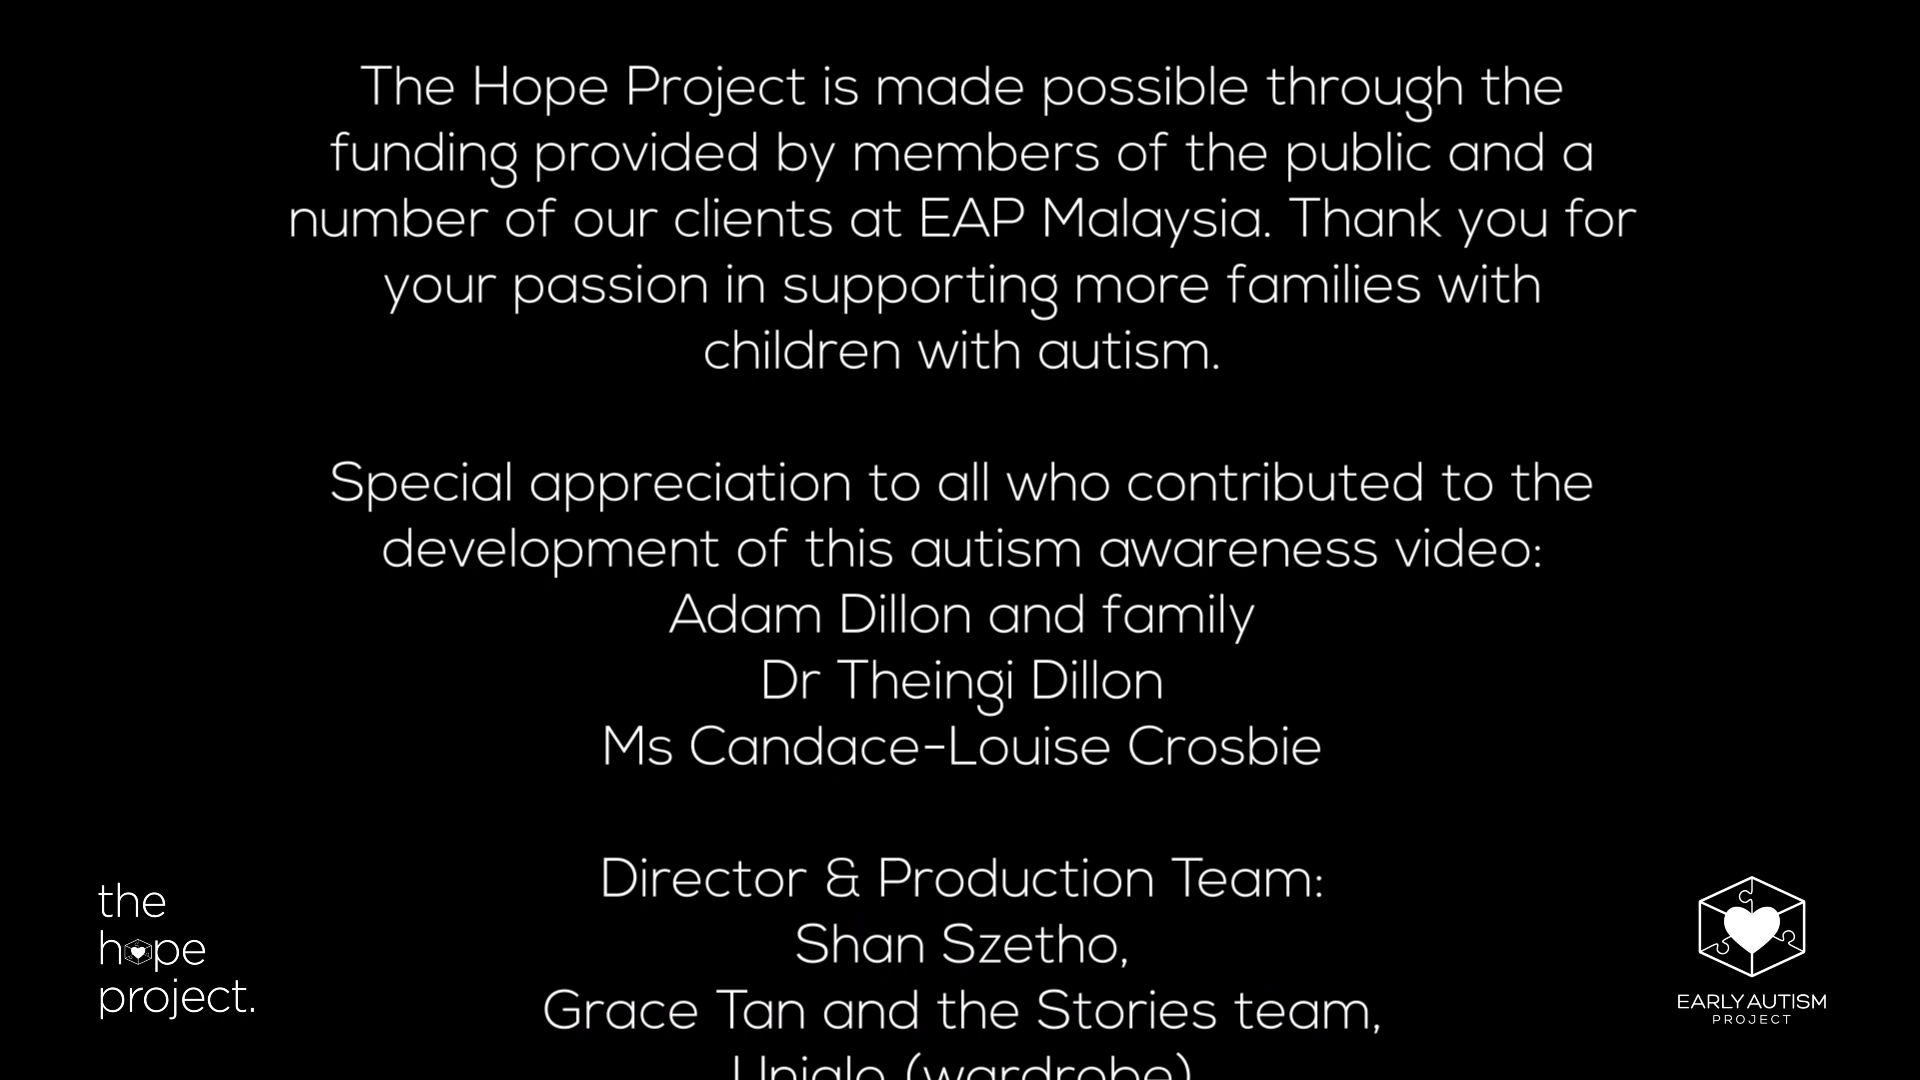 The Hope Project is made possible through the
funding provided by members of the public and a
number of our clients at EAP Malaysia. Thank you for
your passion in supporting more families with
children with autism.
Special appreciation to all who contributed to the
development of this autism awareness video:
Adam Dillon and family
Dr Theingi Dillon
Ms Candace-Louise Crosbie
Director & Production Team:
Shan Szetho,
Grace Tan and the Stories team,
Uniqlo (wardrobe)
the
hope
project.
EARLY AUTISM
PROJECT